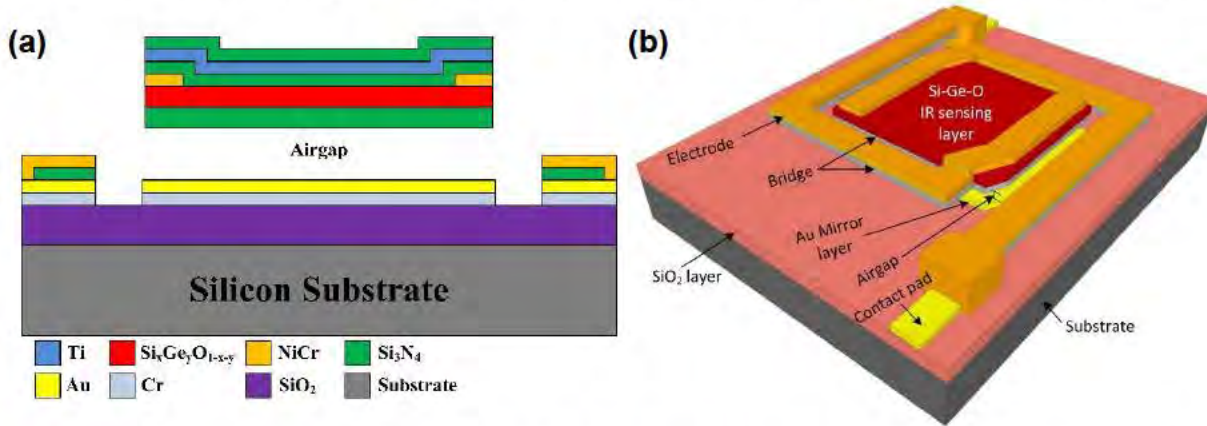 (a)
Airgap
Silicon Substrate
Ti
SiₓGeᵧO₁₋ₓ₋ᵧ
NiCr
Si₃N₄
Au
Cr
SiO₂
Substrate
(b)
Si-Ge-O
IR sensing
layer
Electrode
Bridge
Au Mirror
layer
SiO₂ layer
Airgap
Contact pad
Substrate